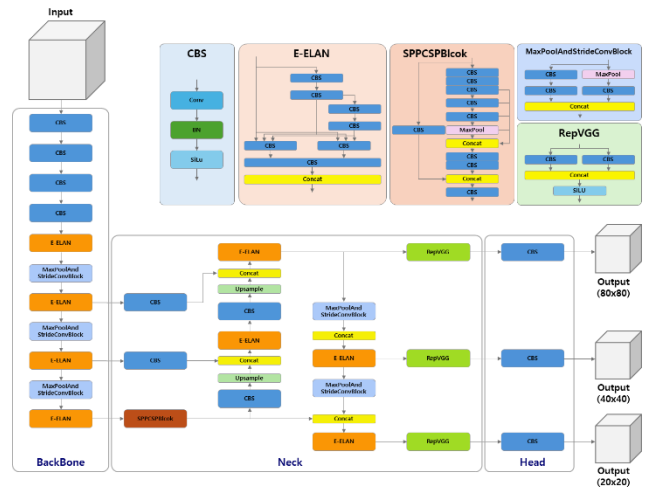 Input
CBS
Conv
BN
SiLu
E-ELAN
CBS
CBS
CBS
CBS
CBS
CBS
CBS
Concat
SPPCSPBlcok
CBS
CBS
CBS
CBS
CBS
MaxPool
Concat
CBS
CBS
Concat
CBS
MaxPoolAndStrideConvBlock
CBS
MaxPool
CBS
CBS
Concat
RepVGG
CBS
CBS
Concat
SILU
CBS
CBS
CBS
CBS
E-ELAN
MaxPoolAnd
StrideConvBlock
E-ELAN
MaxPoolAnd
StrideConvBlock
E-ELAN
MaxPoolAnd
StrideConvBlock
E-ELAN
BackBone
CBS
CBS
SPPCSPBlcok
E-ELAN
Concat
Upsample
CBS
E-ELAN
Concat
Upsample
CBS
MaxPoolAnd
StrideConvBlock
Concat
E-ELAN
MaxPoolAnd
StrideConvBlock
Concat
E-ELAN
RepVGG
RepVGG
RepVGG
Neck
CBS
CBS
CBS
Head
Output
(80x80)
Output
(40x40)
Output
(20x20)